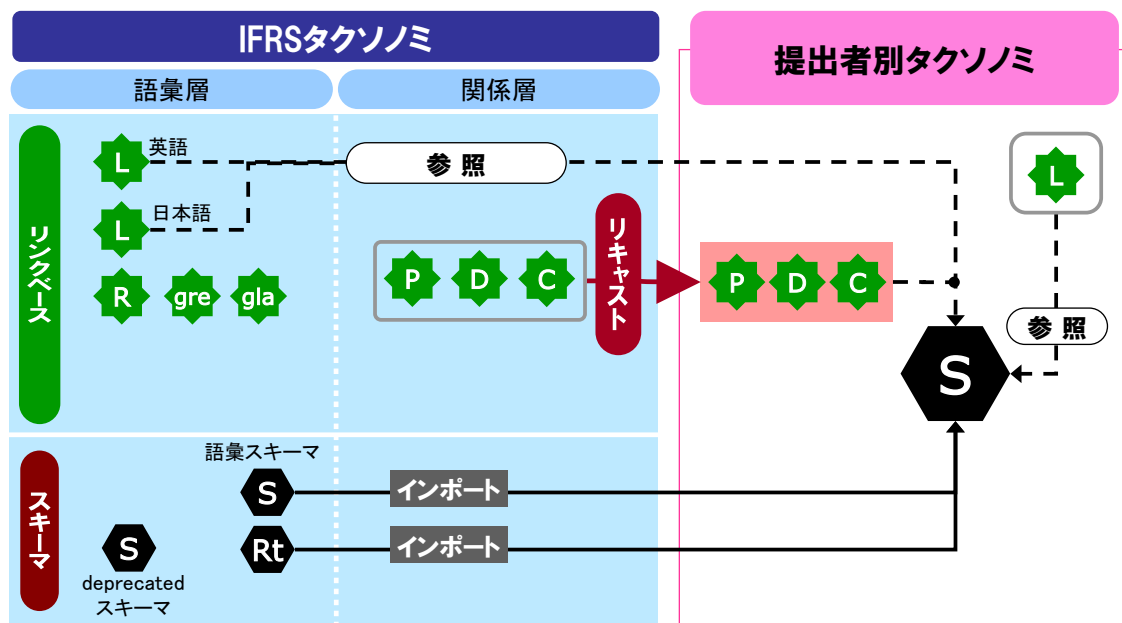 IFRSタクソノミ
提出者別タクソノミ
語彙層
関係層
リンクベース
L
英語
参照
L
L
日本語
リキャスト
P
D
C
P
D
C
R
gre
gla
参照
S
スキーマ
語彙スキーマ
S
インポート
S
deprecated
スキーマ
Rt
インポート